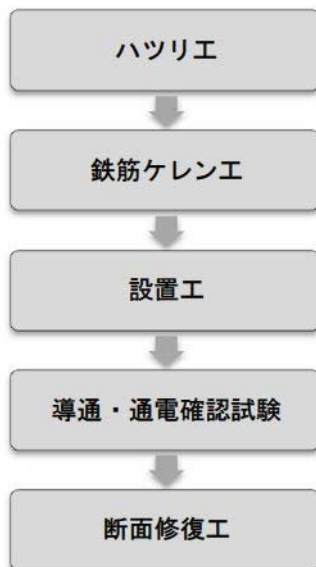 ハツリ工
鉄筋ケレン工
設置工
導通・通電確認試験
断面修復工